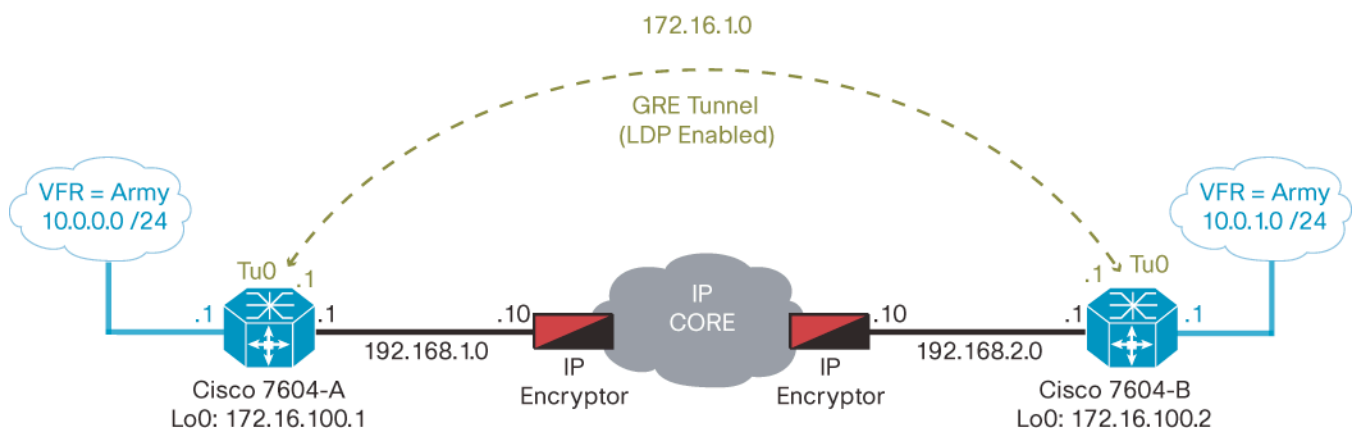 172.16.1.0
GRE Tunnel
(LDP Enabled)
VFR = Army
10.0.0.0 /24
VFR = Army
10.0.1.0 /24
Tu0
.1
.1
Tu0
IP
CORE
.1
.1
.10
.10
.1
.1
192.168.1.0
192.168.2.0
IP
Encryptor
IP
Encryptor
Cisco 7604-A
Lo0: 172.16.100.1
Cisco 7604-B
Lo0: 172.16.100.2